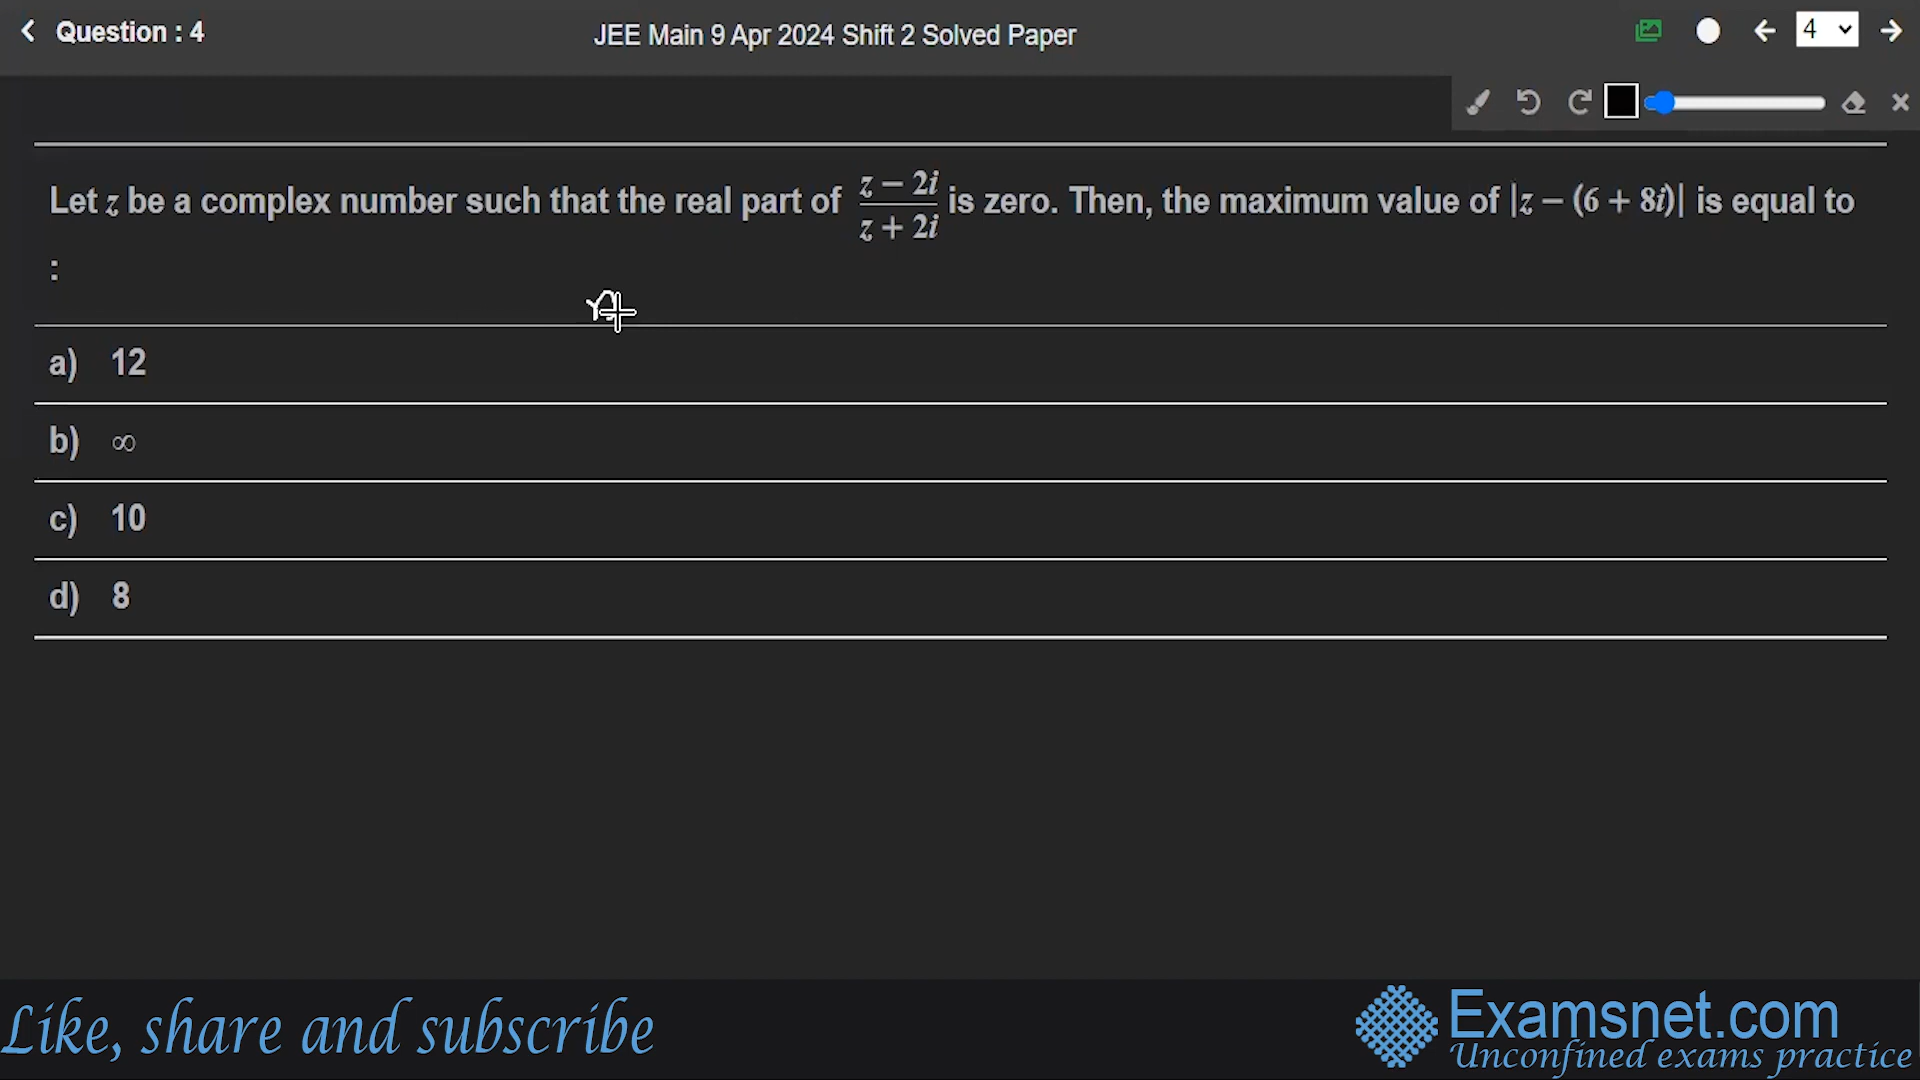 Question : 4
JEE Main 9 Apr 2024 Shift 2 Solved Paper
4
Let z be a complex number such that the real part of \frac{z − 2i}{z + 2i} is zero. Then, the maximum value of |z − (6 + 8i)| is equal to
:
a) 12
b) ∞
c) 10
d) 8
Like, share and subscribe
Examsnet.com
Unconfined exams practice